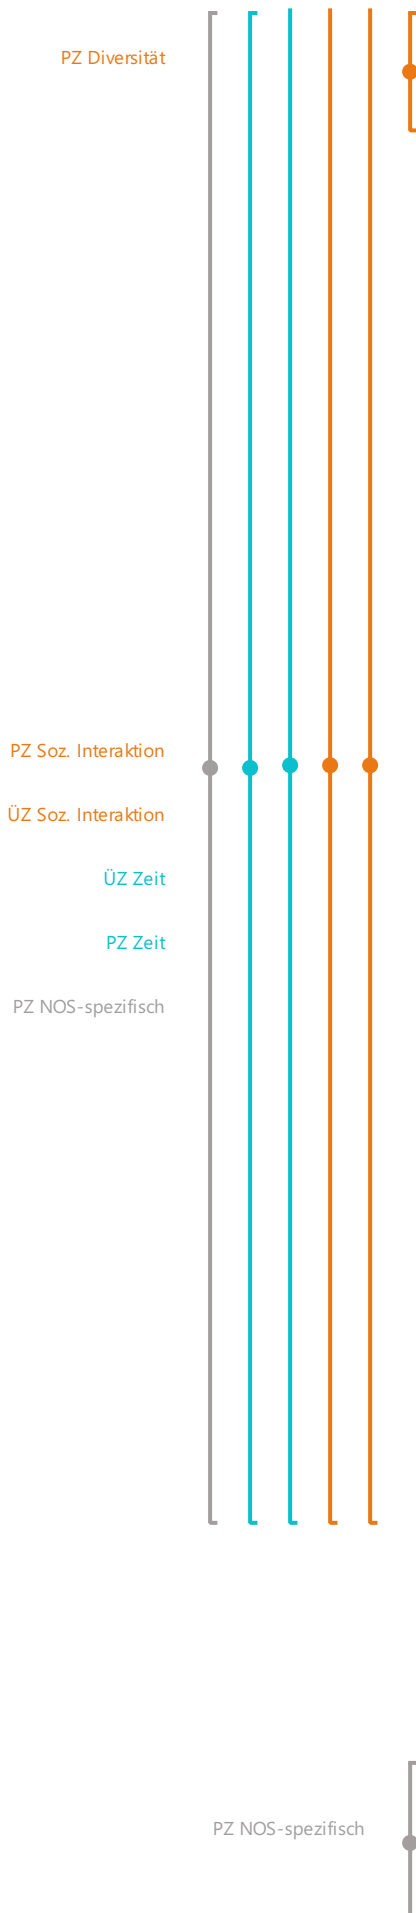 PZ Diversität
PZ Soz. Interaktion
ÜZ Soz. Interaktion
ÜZ Zeit
PZ Zeit
PZ NOS-spezifisch
PZ NOS-spezifisch